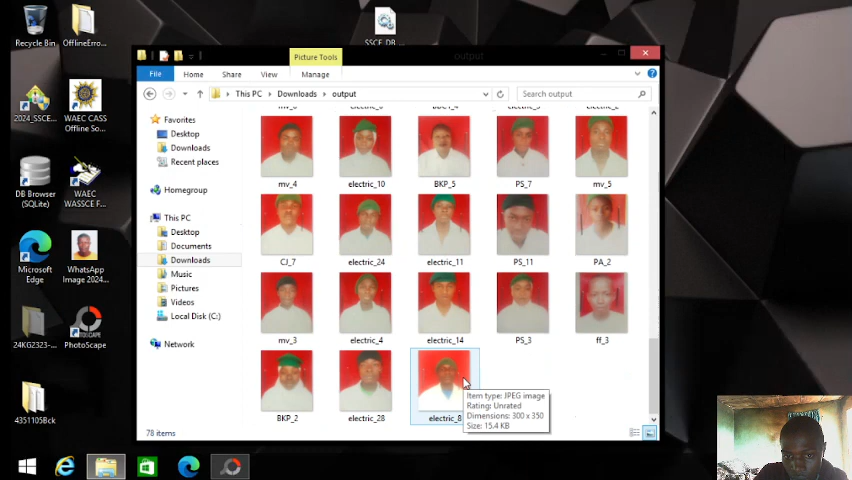 Recycle Bin
OfflineErro...
SSCE_DB_
2024_SSCE...
WAEC CASS
Offline So...
DB Browser
(SQLite)
WAEC
WASSCE F...
Microsoft
Edge
WhatsApp
Image 2024...
24KG2323-...
PhotoScape
4351105Bck
Picture Tools
output
File
Home
Share
View
Manage
This PC
Downloads
output
Search output
Favorites
Desktop
Downloads
Recent places
Homegroup
This PC
Desktop
Documents
Downloads
Music
Pictures
Videos
Local Disk (C:)
Network
mv_4
electric_10
BKP_5
PS_7
mv_5
CJ_7
electric_24
electric_11
PS_11
PA_2
mv_3
electric_4
electric_14
PS_3
ff_3
BKP_2
electric_28
electric_8
Item type: JPEG image
Rating: Unrated
Dimensions: 300 x 350
Size: 15.4 KB
78 items